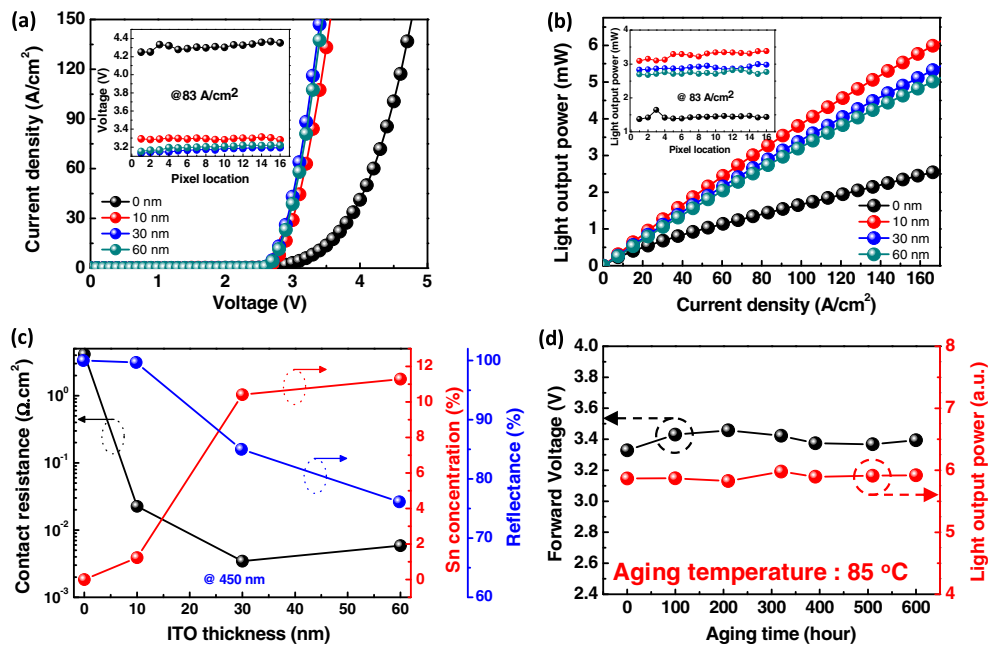 (a)
Current density (A/cm²)
150
120
90
60
30
0
0 1 2 3 4 5
Voltage (V)
Voltage (V)
4.4
4.2
4.0
3.8
3.6
3.4
3.2
@83 A/cm²
0 2 4 6 8 10 12 14 16
Pixel location
0 nm
10 nm
30 nm
60 nm
(b)
Light output power (mW)
6
5
4
3
2
1
0
0 20 40 60 80 100 120 140 160
Current density (A/cm²)
Light output power (mW)
4
3
2
1
@ 83 A/cm²
0 2 4 6 8 10 12 14 16
Pixel location
0 nm
10 nm
30 nm
60 nm
(c)
Contact resistance (Ω.cm²)
10⁰
10⁻¹
10⁻²
10⁻³
0 10 20 30 40 50 60
ITO thickness (nm)
@ 450 nm
12
10
8
6
4
2
0
Sn concentration (%)
100
90
80
70
60
Reflectance (%)
(d)
Forward Voltage (V)
4.0
3.8
3.6
3.4
3.2
3.0
2.8
2.6
2.4
0 100 200 300 400 500 600
Aging time (hour)
Aging temperature : 85 ºC
8
7
6
5
4
Light output power (a.u.)